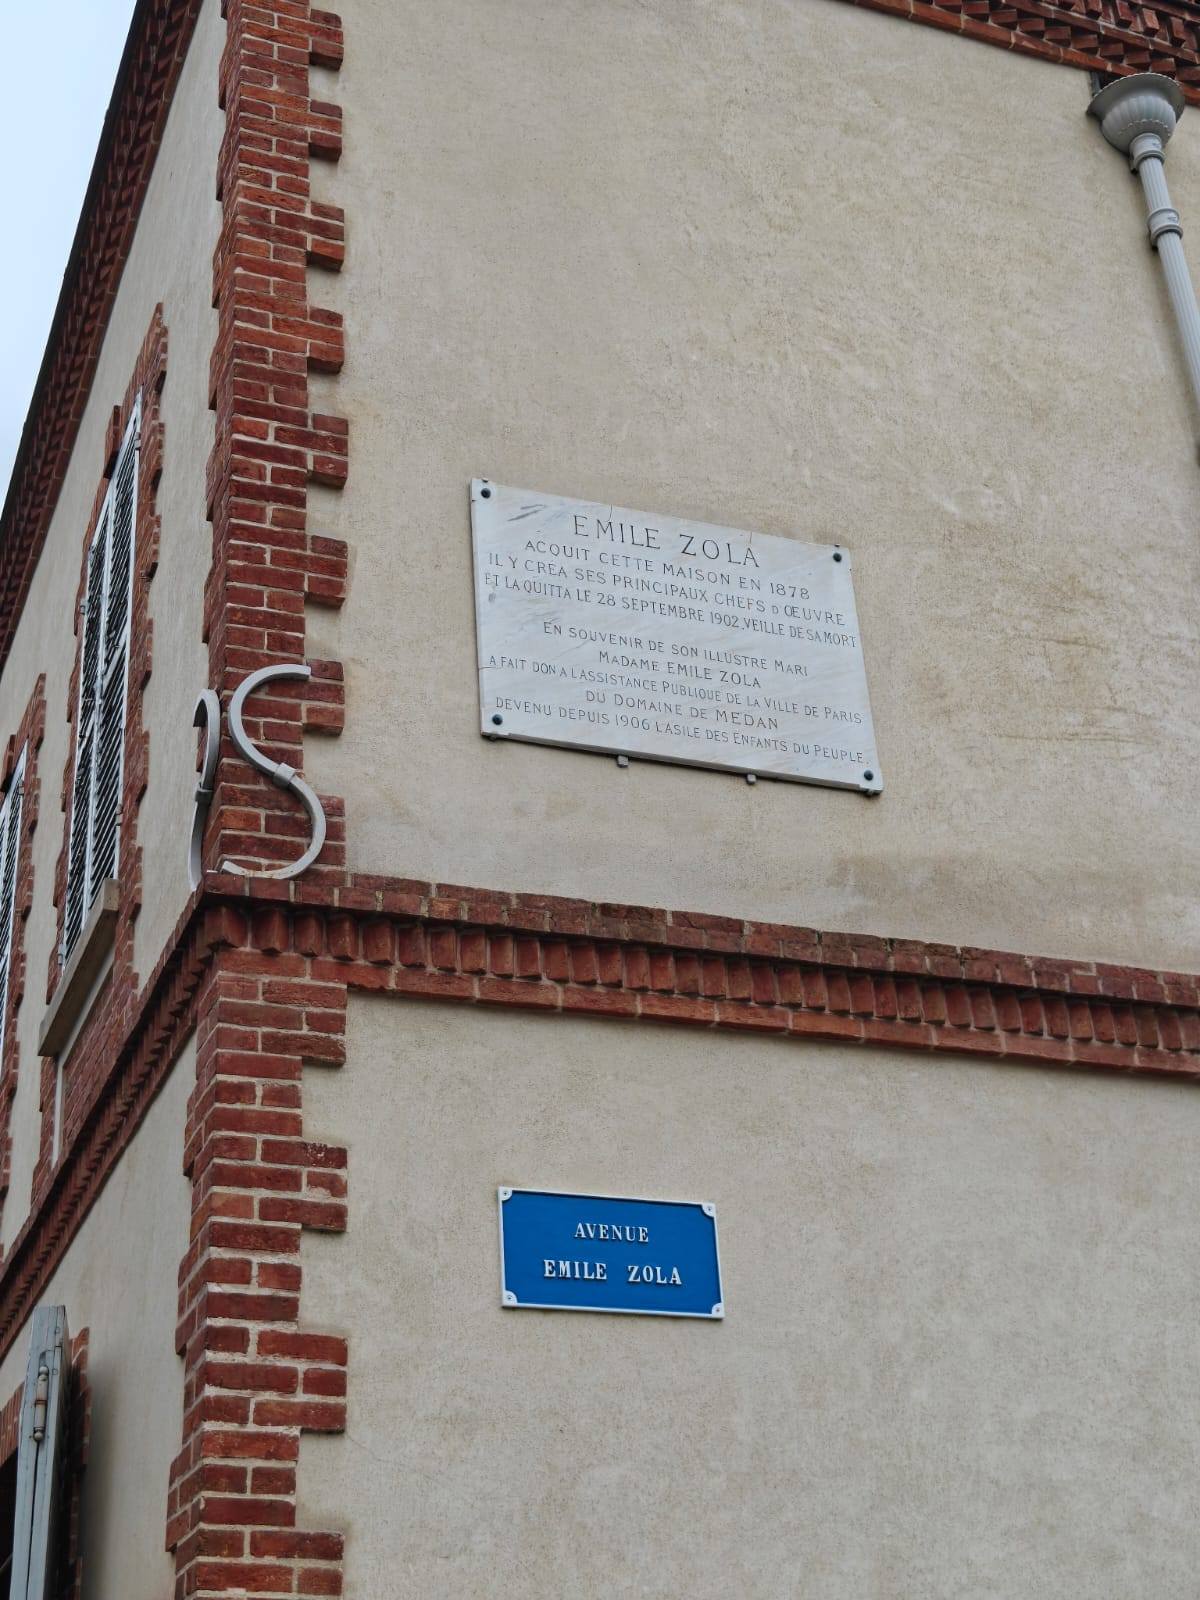 EMILE ZOLA
ACQUIT CETTE MAISON EN 1878
IL Y CRÉA SES PRINCIPAUX CHEFS D'ŒUVRE
ET LA QUITTA LE 28 SEPTEMBRE 1902, VEILLE DE SA MORT
EN SOUVENIR DE SON ILLUSTRE MARI
MADAME EMILE ZOLA
A FAIT DON A L'ASSISTANCE PUBLIQUE DE LA VILLE DE PARIS
DU DOMAINE DE MEDAN
DEVENU DEPUIS 1906 L'ASILE DES ENFANTS DU PEUPLE.
AVENUE
EMILE ZOLA